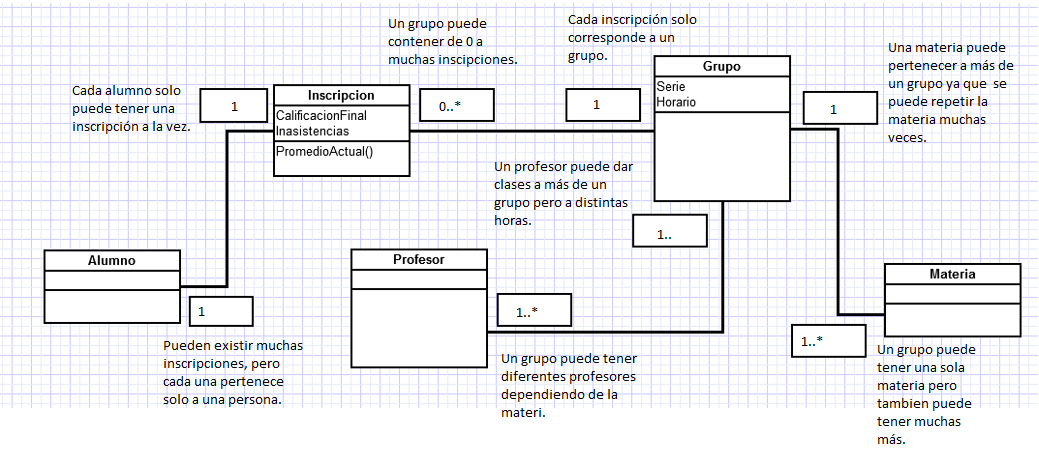 Un grupo puede
contener de 0 a
muchas inscipciones.
Cada inscripción solo
corresponde a un
grupo.
Una materia puede
pertenecer a más de
un grupo ya que  se
puede repetir la
materia muchas
veces.
Cada alumno solo
puede tener una
inscripción a la vez.
1
Inscripcion
CalificacionFinal
Inasistencias
PromedioActual()
0..*
1
Grupo
Serie
Horario
1
Un profesor puede dar
clases a más de un
grupo pero a distintas
horas.
1..
Alumno
1
Pueden existir muchas
inscripciones, pero
cada una pertenece
solo a una persona.
Profesor
1..*
Un grupo puede tener
diferentes profesores
dependiendo de la
materi.
Materia
1..*
Un grupo puede
tener una sola
materia pero
tambien puede
tener muchas
más.